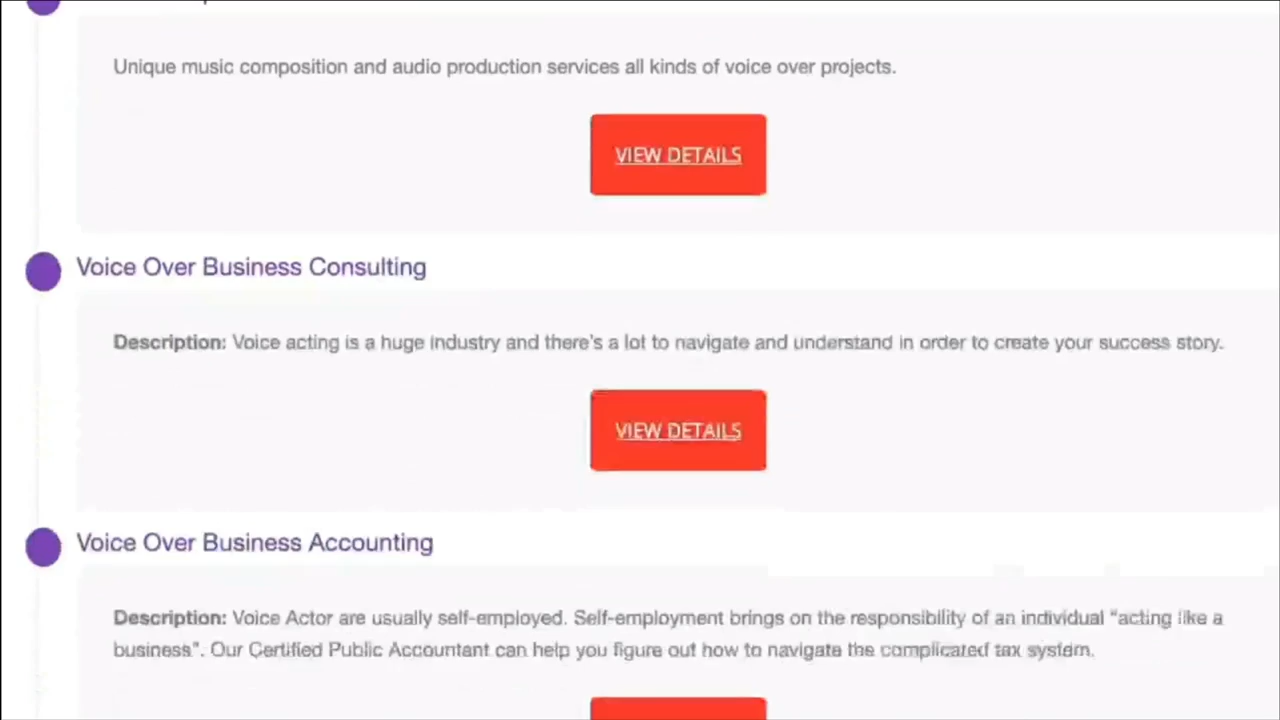 Unique music composition and audio production services all kinds of voice over projects.
VIEW DETAILS
Voice Over Business Consulting
Description: Voice acting is a huge industry and there's a lot to navigate and understand in order to create your success story.
VIEW DETAILS
Voice Over Business Accounting
Description: Voice Actor are usually self-employed. Self-employment brings on the responsibility of an individual "acting like a
business". Our Certified Public Accountant can help you figure out how to navigate the complicated tax system.